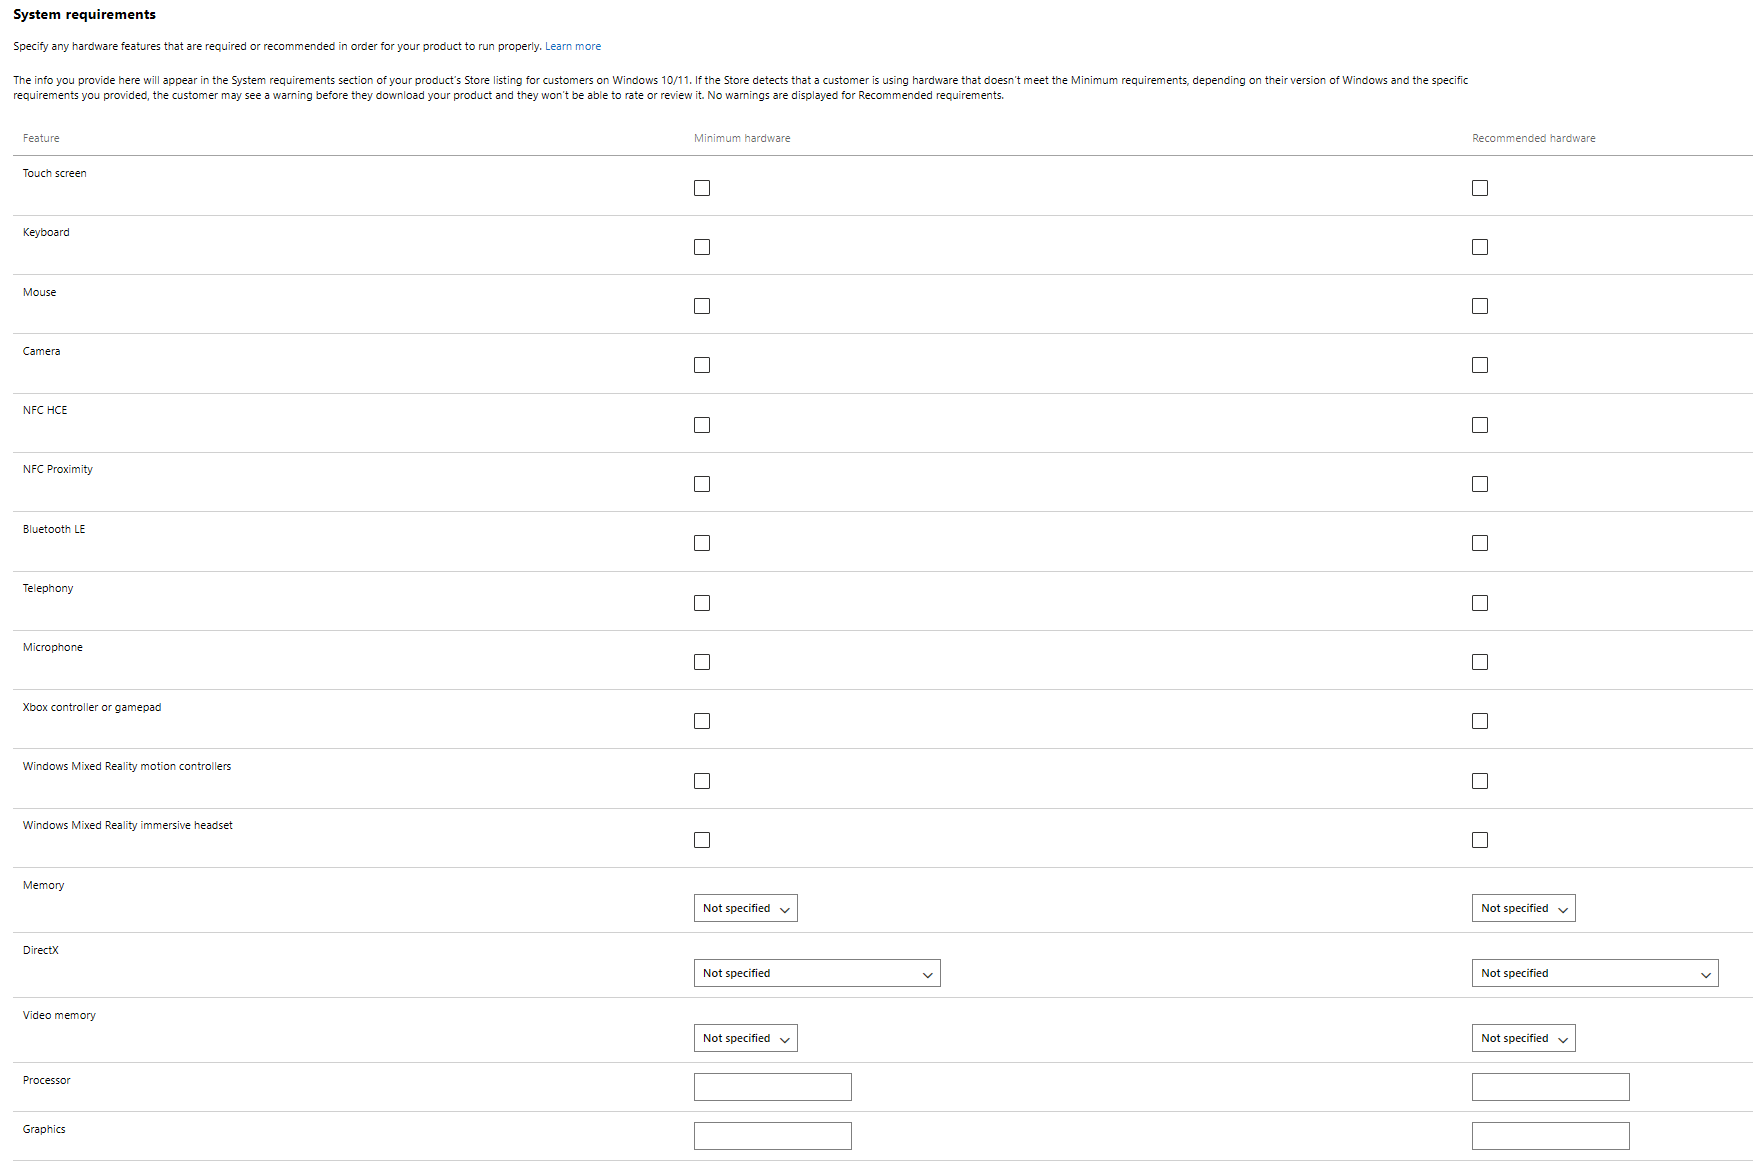 System requirements
Specify any hardware features that are required or recommended in order for your product to run properly. Learn more
The info you provide here will appear in the System requirements section of your product's Store listing for customers on Windows 10/11. If the Store detects that a customer is using hardware that doesn't meet the Minimum requirements, depending on their version of Windows and the specific
requirements you provided, the customer may see a warning before they download your product and they won't be able to rate or review it. No warnings are displayed for Recommended requirements.
Feature Minimum hardware Recommended hardware
Touch screen
Keyboard
Mouse
Camera
NFC HCE
NFC Proximity
Bluetooth LE
Telephony
Microphone
Xbox controller or gamepad
Windows Mixed Reality motion controllers
Windows Mixed Reality immersive headset
Memory
Not specified Not specified
DirectX
Not specified Not specified
Video memory
Not specified Not specified
Processor
Graphics